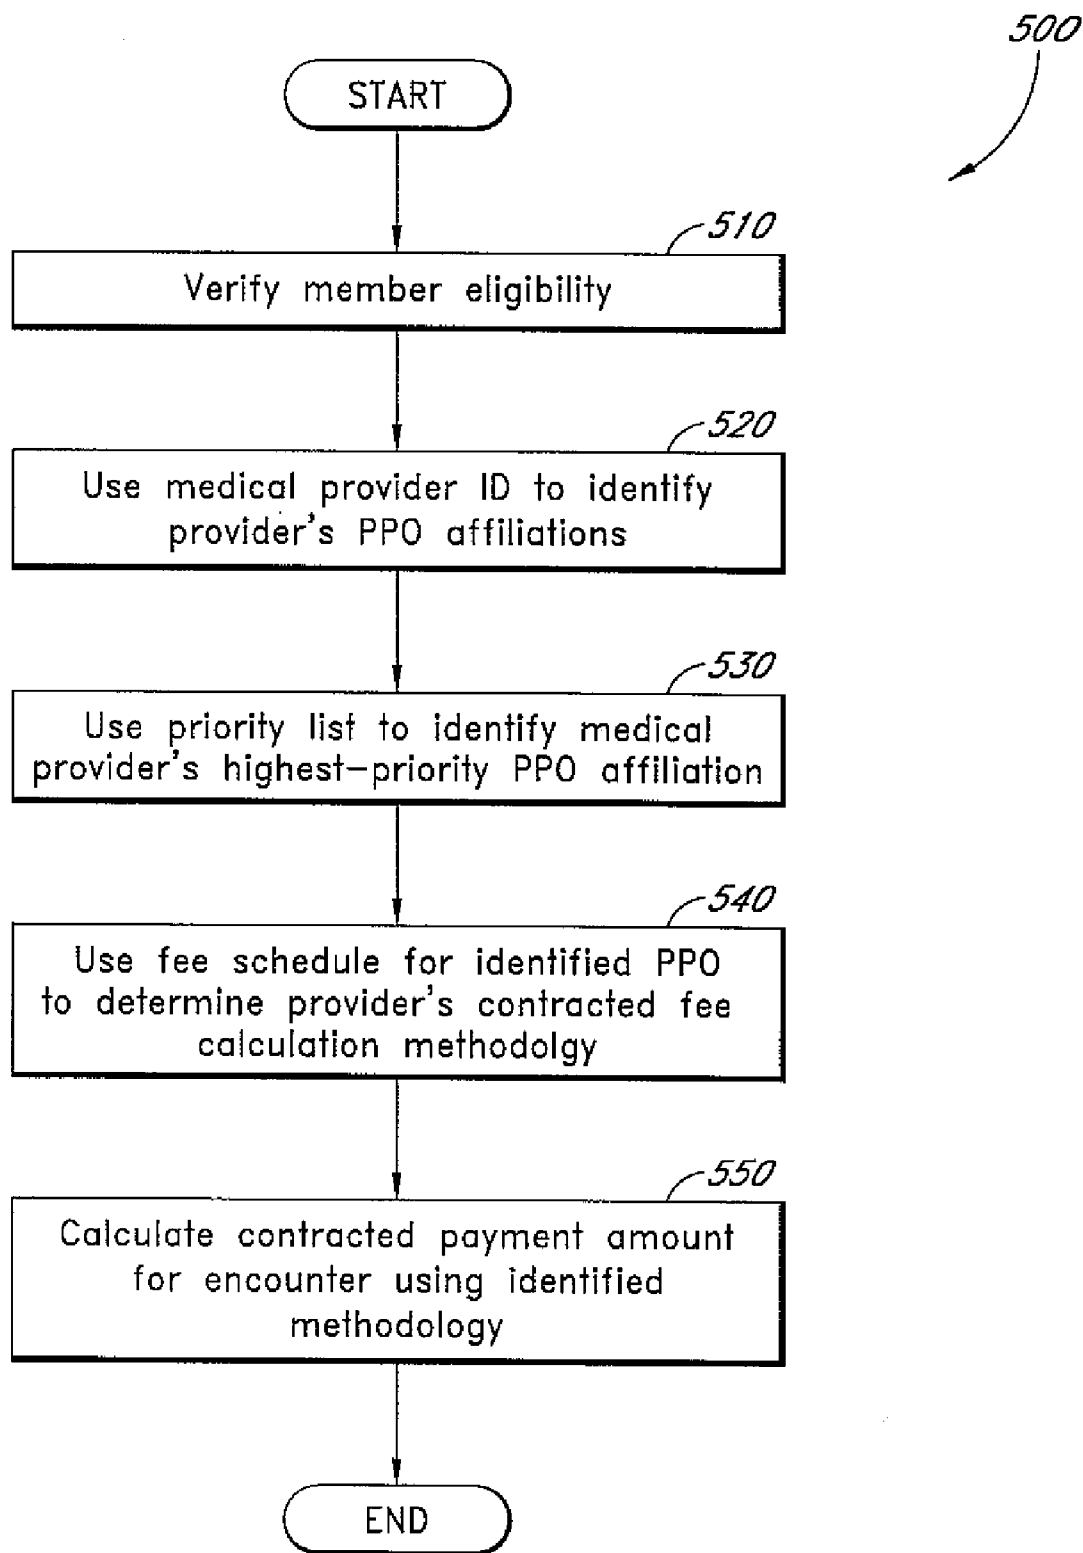 500
START
510
Verify member eligibility
520
Use medical provider ID to identify
provider's PPO affiliations
530
Use priority list to identify medical
provider's highest-priority PPO affiliation
540
Use fee schedule for identified PPO
to determine provider's contracted fee
calculation methodolgy
550
Calculate contracted payment amount
for encounter using identified
methodology
END